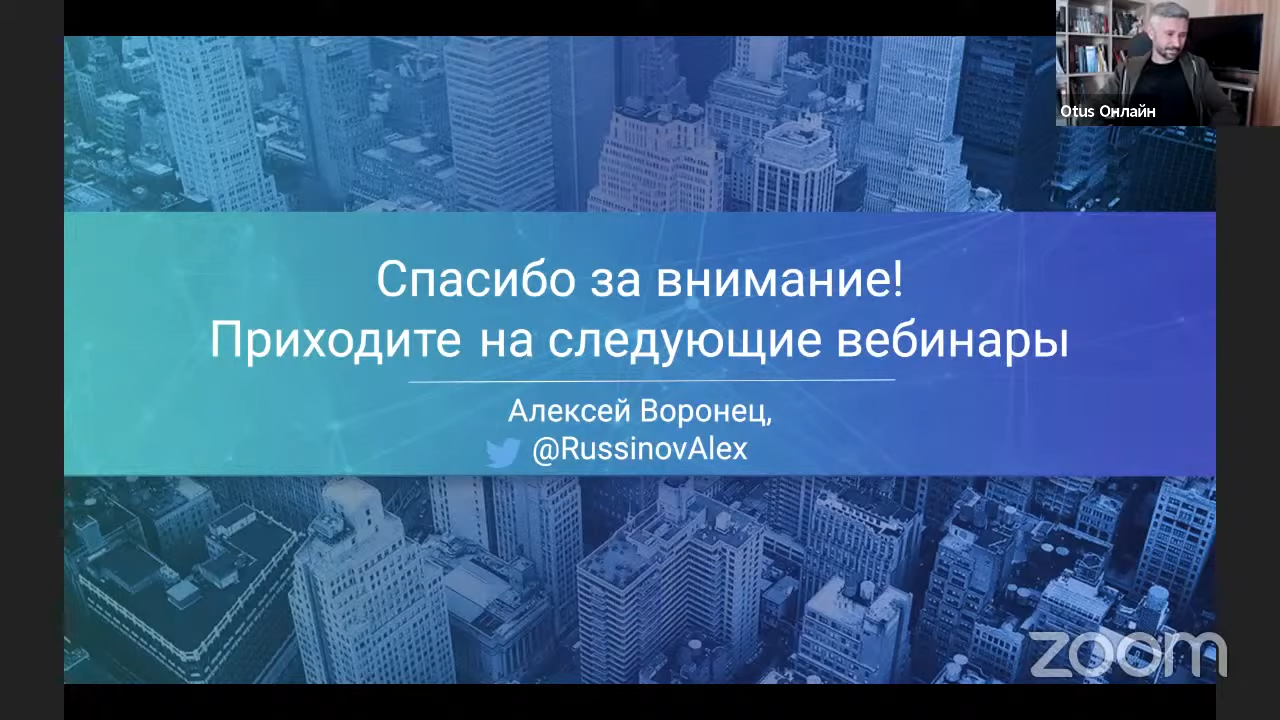 Otus Онлайн
Спасибо за внимание!
Приходите на следующие вебинары
Алексей Воронец,
@RussinovAlex
zoom